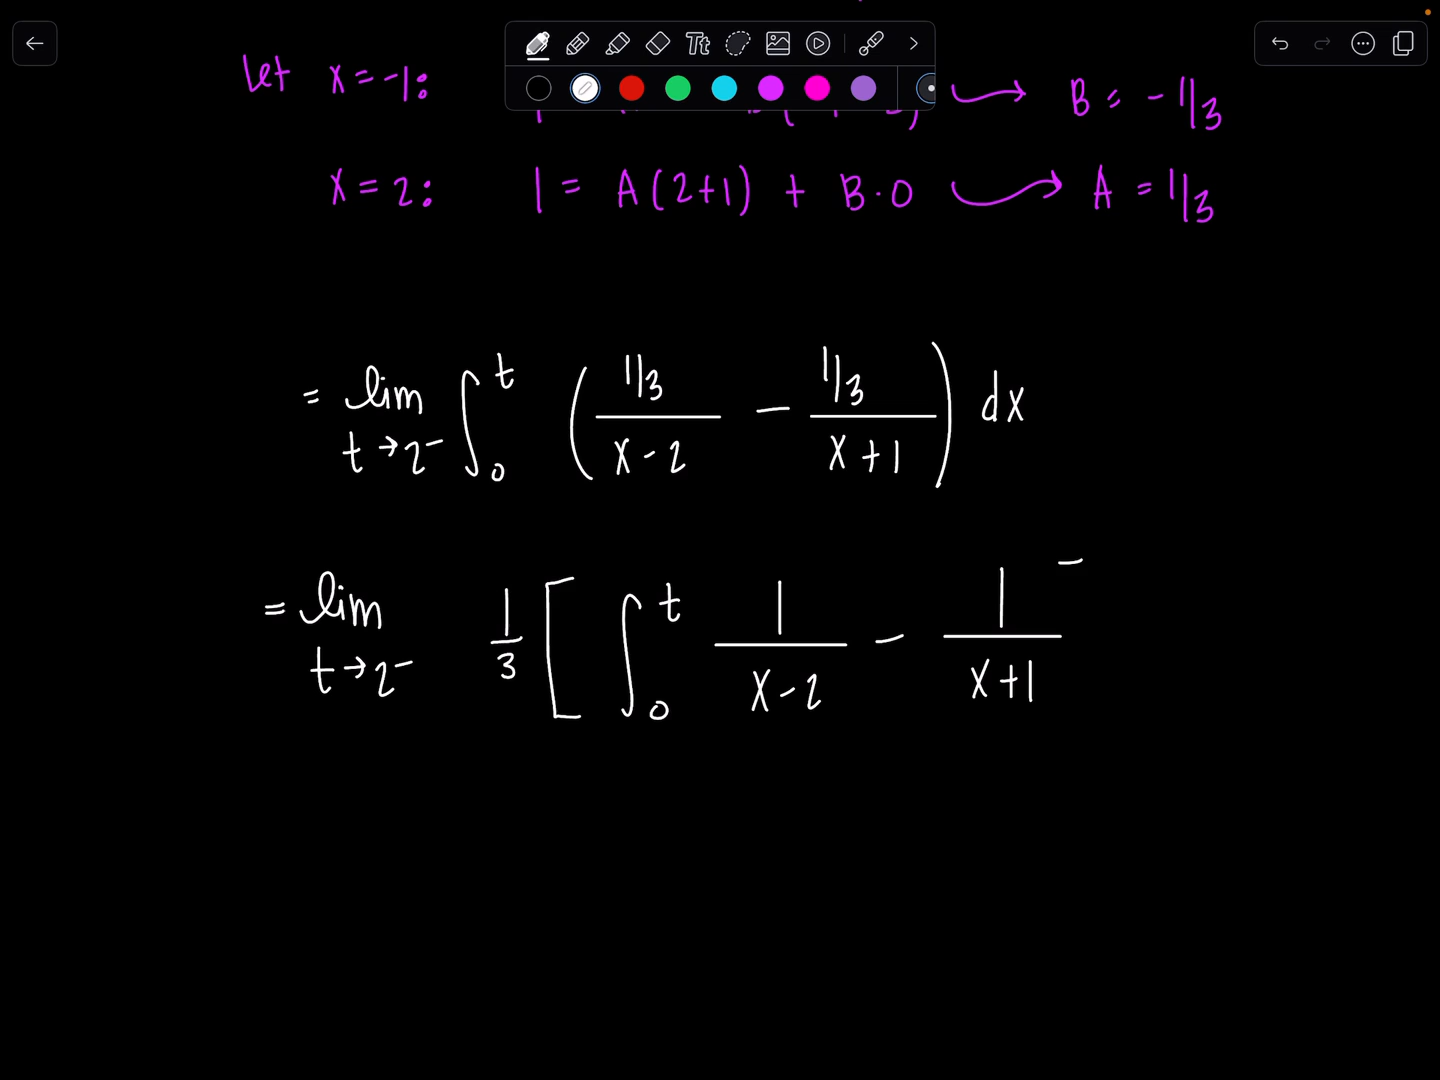 Tt
Let x = -1: B = - 1/3
x = 2: 1 = A(2+1) + B·0 → A = 1/3
= lim t→2⁻ ∫₀ᵗ ( (1/3)/(x-2) - (1/3)/(x+1) ) dx
= lim t→2⁻ 1/3 [ ∫₀ᵗ 1/(x-2) - 1/(x+1)